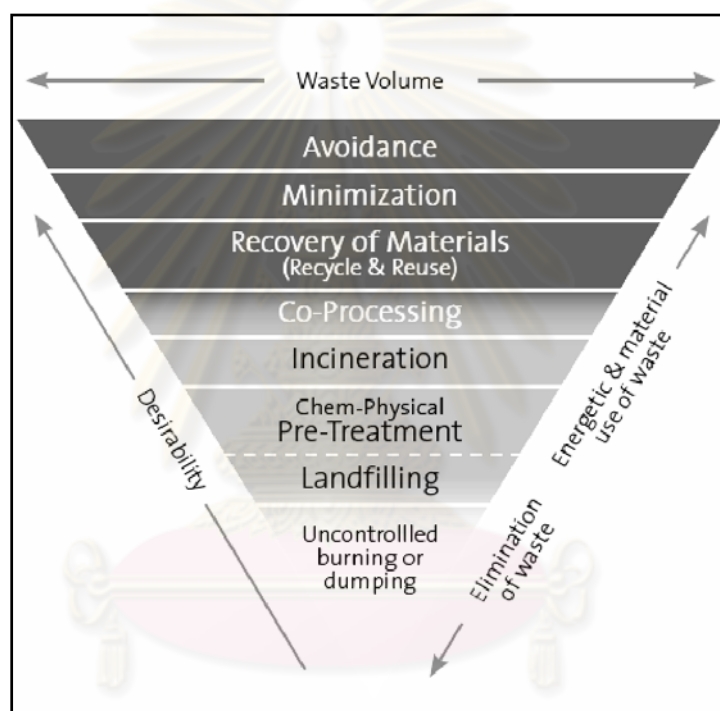 Waste Volume
Avoidance
Minimization
Recovery of Materials
(Recycle & Reuse)
Co-Processing
Incineration
Chem-Physical
Pre-Treatment
Landfilling
Uncontrollled
burning or
dumping
Desirability
Energetic & material
use of waste
Elimination
of waste